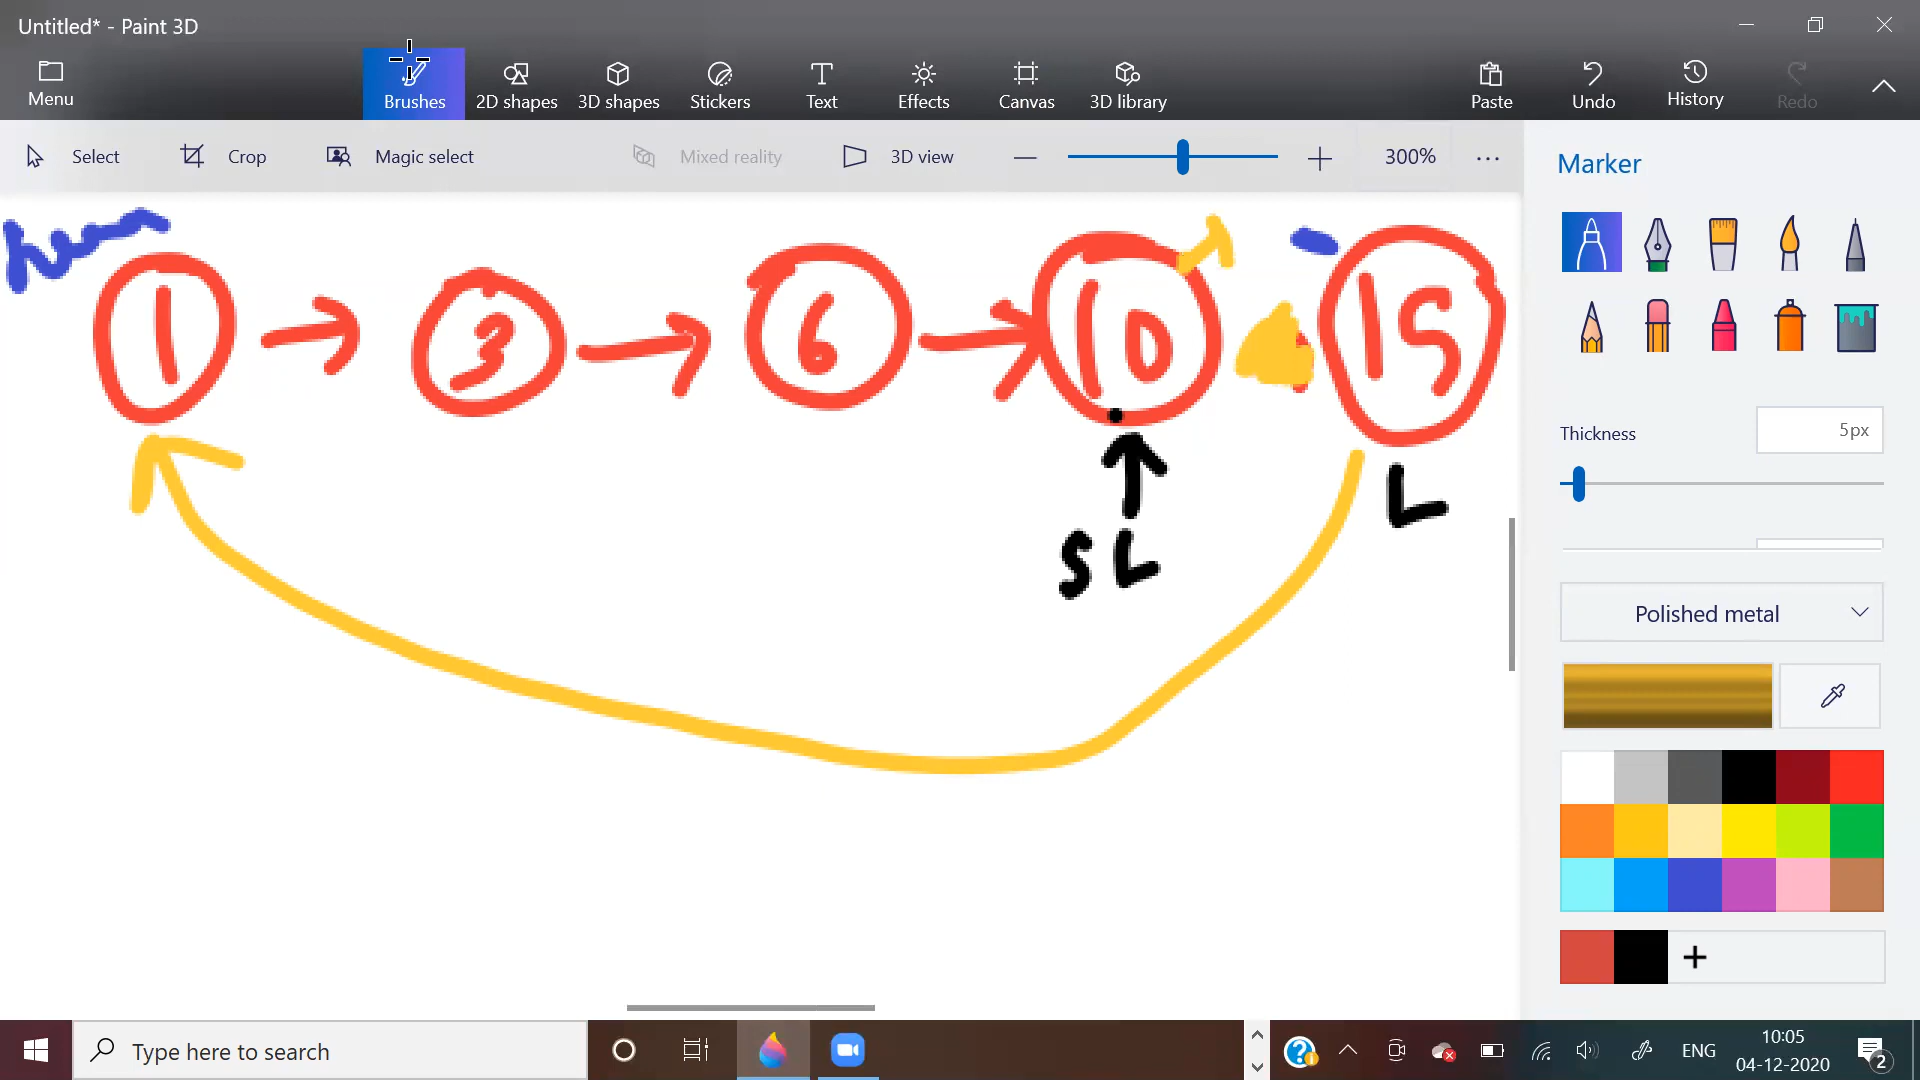 Untitled* - Paint 3D
Menu
Brushes
2D shapes
3D shapes
Stickers
Text
Effects
Canvas
3D library
Paste
Undo
History
Redo
Select
Crop
Magic select
Mixed reality
3D view
300%
Marker
1 → 3 → 6 → 10 15
SL
L
Thickness
5px
Polished metal
Type here to search
ENG
10:05
04-12-2020
2